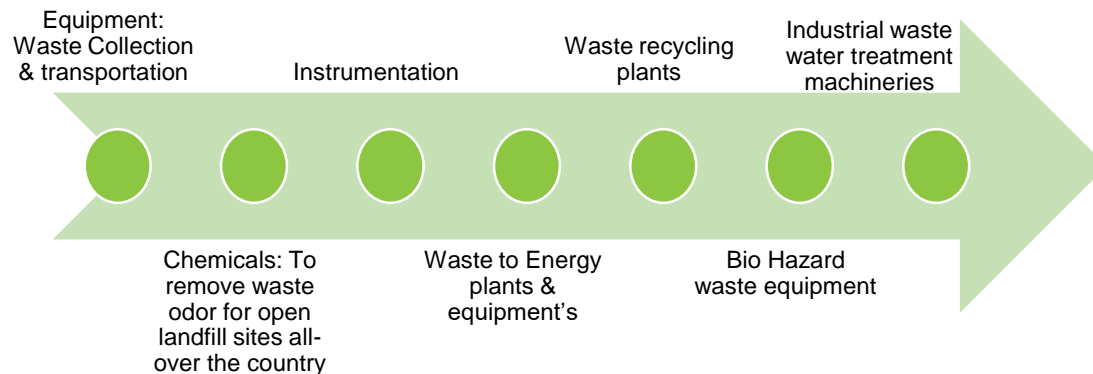 Equipment:
Waste Collection
& transportation
Chemicals: To
remove waste
odor for open
landfill sites all-
over the country
Instrumentation
Waste to Energy
plants &
equipment's
Waste recycling
plants
Bio Hazard
waste equipment
Industrial waste
water treatment
machineries